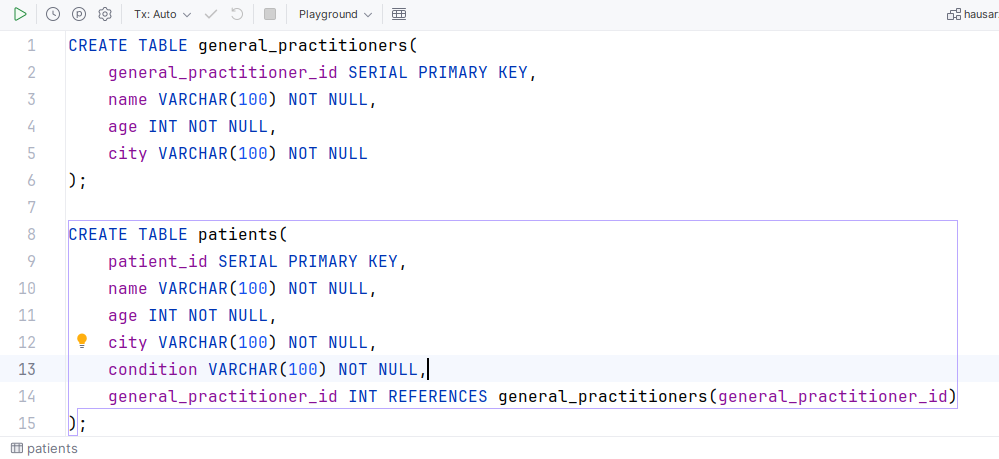 Tx: Auto Playground hausar
1 CREATE TABLE general_practitioners(
2 general_practitioner_id SERIAL PRIMARY KEY,
3 name VARCHAR(100) NOT NULL,
4 age INT NOT NULL,
5 city VARCHAR(100) NOT NULL
6 );
7
8 CREATE TABLE patients(
9 patient_id SERIAL PRIMARY KEY,
10 name VARCHAR(100) NOT NULL,
11 age INT NOT NULL,
12 city VARCHAR(100) NOT NULL,
13 condition VARCHAR(100) NOT NULL,
14 general_practitioner_id INT REFERENCES general_practitioners(general_practitioner_id)
15 );
patients